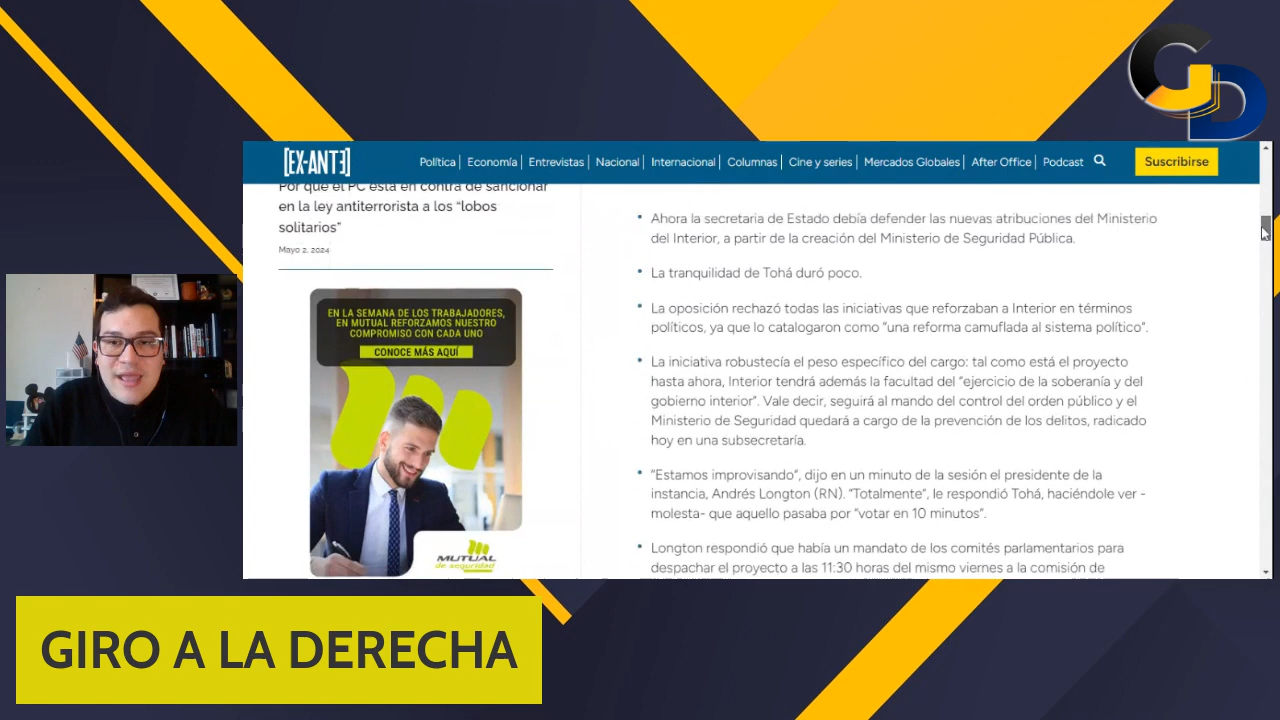 GD
[EX-ANTE]
Política
Economía
Entrevistas
Nacional
Internacional
Columnas
Cine y series
Mercados Globales
After Office
Podcast
Suscribirse
Por qué el PC está en contra de sancionar
en la ley antiterrorista a los “lobos
solitarios”
Mayo 2, 2024
EN LA SEMANA DE LOS TRABAJADORES,
EN MUTUAL REFORZAMOS NUESTRO
COMPROMISO CON CADA UNO
CONOCE MÁS AQUÍ
MUTUAL
de seguridad
Ahora la secretaria de Estado debía defender las nuevas atribuciones del Ministerio
del Interior, a partir de la creación del Ministerio de Seguridad Pública.
La tranquilidad de Tohá duró poco.
La oposición rechazó todas las iniciativas que reforzaban a Interior en términos
políticos, ya que lo catalogaron como “una reforma camuflada al sistema político”.
La iniciativa robustecía el peso específico del cargo: tal como está el proyecto
hasta ahora, Interior tendrá además la facultad del “ejercicio de la soberanía y del
gobierno interior”. Vale decir, seguirá al mando del control del orden público y el
Ministerio de Seguridad quedará a cargo de la prevención de los delitos, radicado
hoy en una subsecretaría.
“Estamos improvisando”, dijo en un minuto de la sesión el presidente de la
instancia, Andrés Longton (RN). “Totalmente”, le respondió Tohá, haciéndole ver -
molesta- que aquello pasaba por “votar en 10 minutos”.
Longton respondió que había un mandato de los comités parlamentarios para
despachar el proyecto a las 11:30 horas del mismo viernes a la comisión de
GIRO A LA DERECHA